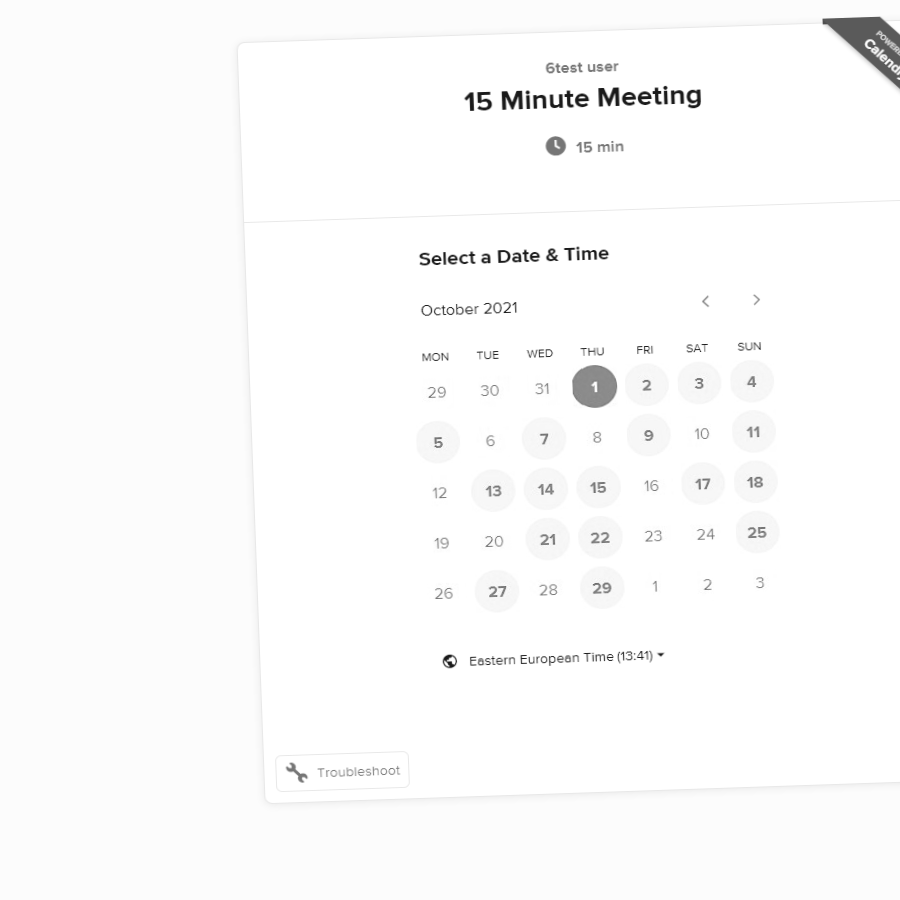 6test user
15 Minute Meeting
15 min
Select a Date & Time
October 2021
MON TUE WED THU FRI SAT SUN
29 30 31 1 2 3 4
5 6 7 8 9 10 11
12 13 14 15 16 17 18
19 20 21 22 23 24 25
26 27 28 29 1 2 3
Eastern European Time (13:41)
Troubleshoot